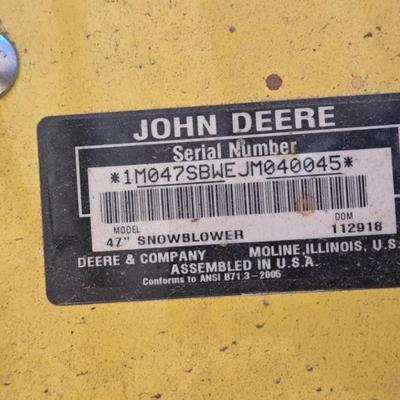 JOHN DEERE
Serial Number
*1M047SBWEJM040045*
MODEL DOM
47" SNOWBLOWER 112918
DEERE & COMPANY MOLINE, ILLINOIS, U.S.
ASSEMBLED IN U.S.A.
Conforms to ANSI B71.3-2005